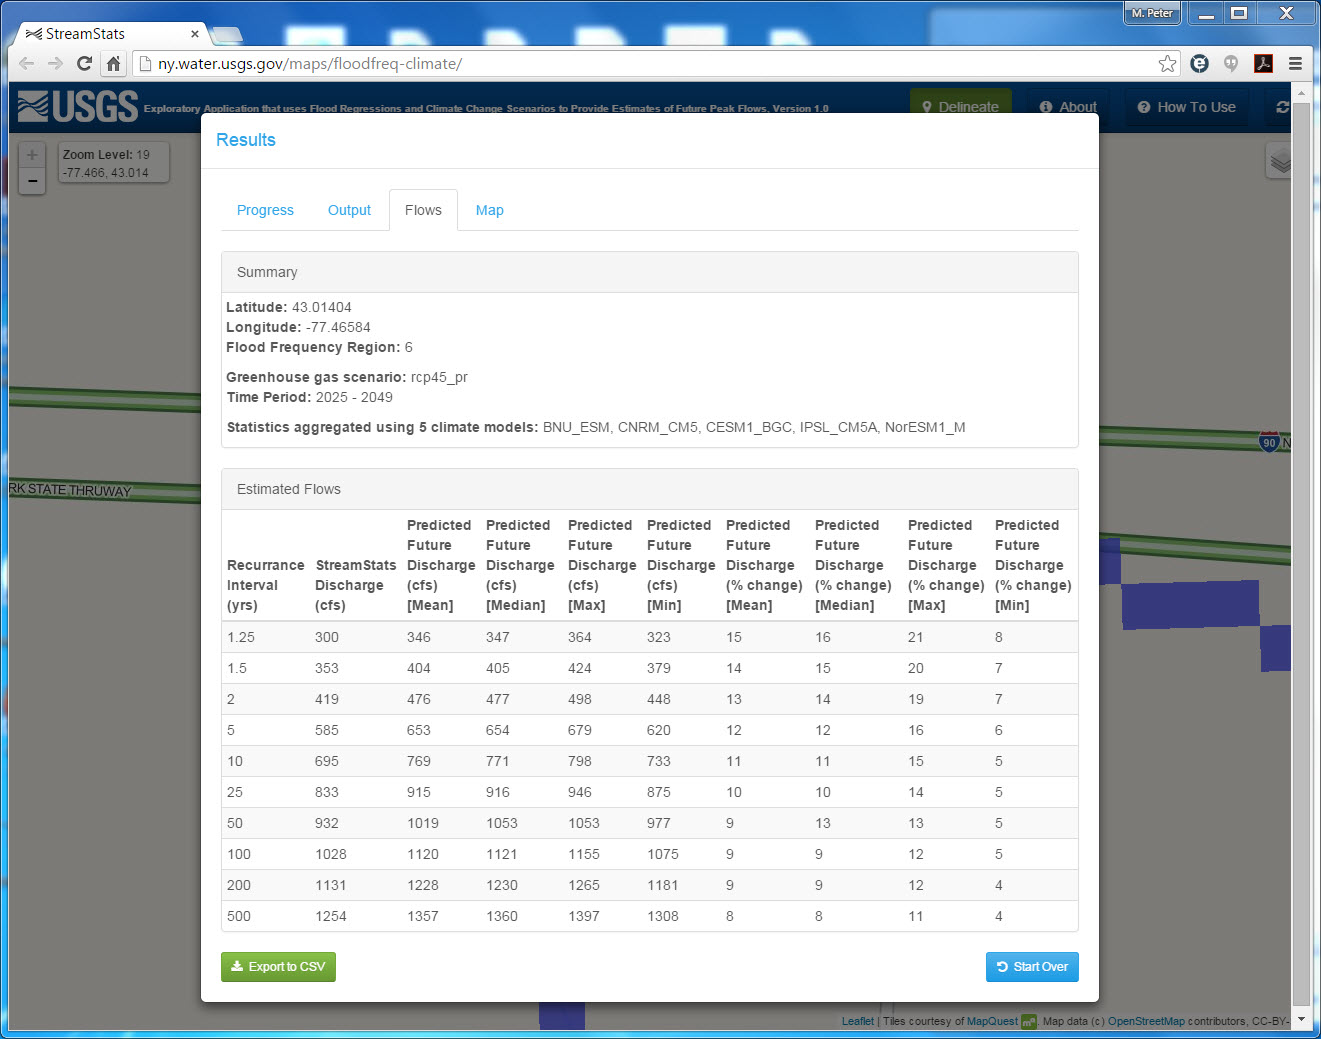 M. Peter
StreamStats
ny.water.usgs.gov/maps/floodfreq-climate/
USGS Exploratory Application that uses Flood Regressions and Climate Change Scenarios to Provide Estimates of Future Peak Flows, Version 1.0
Delineate About How To Use
+ Zoom Level: 19
− -77.466, 43.014
Results
Progress Output Flows Map
Summary
Latitude: 43.01404
Longitude: -77.46584
Flood Frequency Region: 6
Greenhouse gas scenario: rcp45_pr
Time Period: 2025 - 2049
Statistics aggregated using 5 climate models: BNU_ESM, CNRM_CM5, CESM1_BGC, IPSL_CM5A, NorESM1_M
90 N
RK STATE THRUWAY
Estimated Flows
Predicted Predicted Predicted Predicted Predicted Predicted Predicted Predicted
Future Future Future Future Future Future Future Future
Recurrance StreamStats Discharge Discharge Discharge Discharge Discharge Discharge Discharge Discharge
Interval Discharge (cfs) (cfs) (cfs) (cfs) (% change) (% change) (% change) (% change)
(yrs) (cfs) [Mean] [Median] [Max] [Min] [Mean] [Median] [Max] [Min]
1.25 300 346 347 364 323 15 16 21 8
1.5 353 404 405 424 379 14 15 20 7
2 419 476 477 498 448 13 14 19 7
5 585 653 654 679 620 12 12 16 6
10 695 769 771 798 733 11 11 15 5
25 833 915 916 946 875 10 10 14 5
50 932 1019 1053 1053 977 9 13 13 5
100 1028 1120 1121 1155 1075 9 9 12 5
200 1131 1228 1230 1265 1181 9 9 12 4
500 1254 1357 1360 1397 1308 8 8 11 4
Export to CSV Start Over
Leaflet | Tiles courtesy of MapQuest . Map data (c) OpenStreetMap contributors, CC-BY-